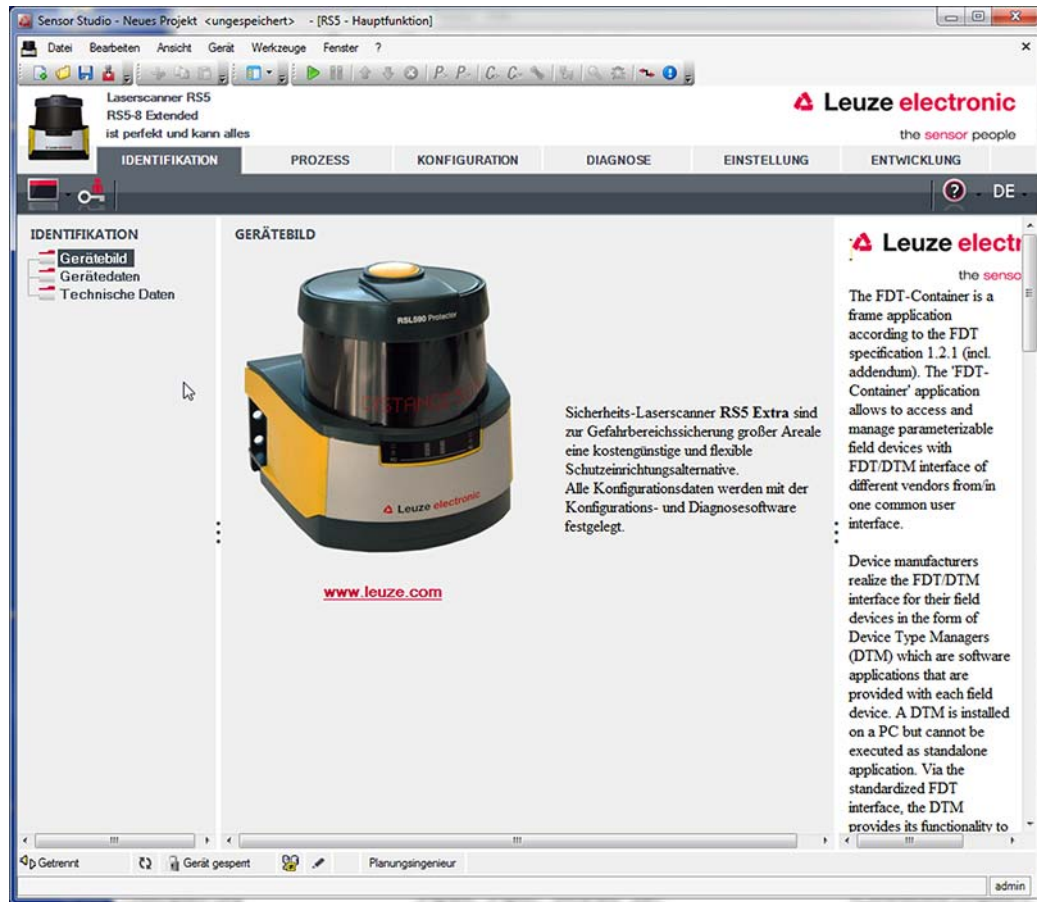 Sensor Studio - Neues Projekt <ungespeichert> - [RS5 - Hauptfunktion]
Datei Bearbeiten Ansicht Gerät Werkzeuge Fenster ?
Laserscanner RS5
RS5-8 Extended
ist perfekt und kann alles
Leuze electronic
the sensor people
IDENTIFIKATION PROZESS KONFIGURATION DIAGNOSE EINSTELLUNG ENTWICKLUNG
DE
IDENTIFIKATION
Gerätebild
Gerätedaten
Technische Daten
GERÄTEBILD
RSL500 Protector
Leuze electronic
www.leuze.com
Sicherheits-Laserscanner RS5 Extra sind
zur Gefahrbereichssicherung großer Areale
eine kostengünstige und flexible
Schutzeinrichtungsalternative.
Alle Konfigurationsdaten werden mit der
Konfigurations- und Diagnosesoftware
festgelegt.
Leuze electr
the senso
The FDT-Container is a
frame application
according to the FDT
specification 1.2.1 (incl.
addendum). The 'FDT-
Container' application
allows to access and
manage parameterizable
field devices with
FDT/DTM interface of
different vendors from/in
one common user
interface.
Device manufacturers
realize the FDT/DTM
interface for their field
devices in the form of
Device Type Managers
(DTM) which are software
applications that are
provided with each field
device. A DTM is installed
on a PC but cannot be
executed as standalone
application. Via the
standardized FDT
interface, the DTM
provides its functionality to
Getrennt Gerät gesperrt Planungsingenieur
admin